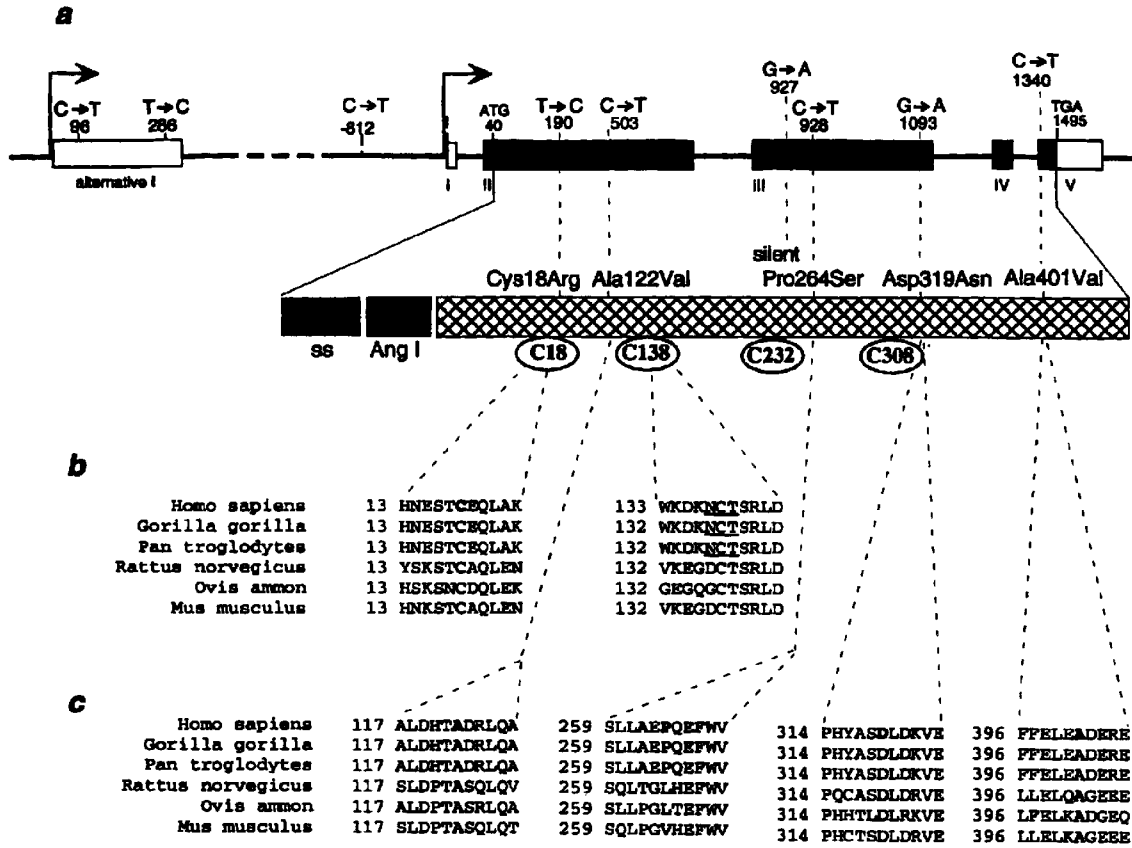 a
C→T
96
T→C
286
alternative I
C→T
-812
I
ATG
40
II
T→C
190
C→T
503
G→A
927
C→T
928
III
G→A
1093
IV
C→T
1340
TGA
1495
V
silent
Cys18Arg
Ala122Val
Pro264Ser
Asp319Asn
Ala401Val
ss
Ang I
C18
C138
C232
C308
b
Homo sapiens 13 HNESTCEQLAK 133 WKDKNCTSRLD
Gorilla gorilla 13 HNESTCEQLAK 132 WKDKNCTSRLD
Pan troglodytes 13 HNESTCEQLAK 132 WKDKNCTSRLD
Rattus norvegicus 13 YSKSTCAQLEN 132 VKEGDCTSRLD
Ovis ammon 13 HSKSNCDQLEK 132 GEGQGCTSRLD
Mus musculus 13 HNKSTCAQLEN 132 VKEGDCTSRLD
c
Homo sapiens 117 ALDHTADRLQA 259 SLLAEPQEFWV 314 PHYASDLDKVE 396 FFELEADERE
Gorilla gorilla 117 ALDHTADRLQA 259 SLLAEPQEFWV 314 PHYASDLDKVE 396 FFELEADERE
Pan troglodytes 117 ALDHTADRLQA 259 SLLAEPQEFWV 314 PHYASDLDKVE 396 FFELEADERE
Rattus norvegicus 117 SLDPTASQLQV 259 SQLTGLHEFWV 314 PQCASDLDRVE 396 LLELQAGEEE
Ovis ammon 117 ALDPTASRLQA 259 SLLPGLTEFWV 314 PHHTLDLRKVE 396 LFELKADGEQ
Mus musculus 117 SLDPTASQLQT 259 SQLPGVHEFWV 314 PHCTSDLDRVE 396 LLELKAGEEE